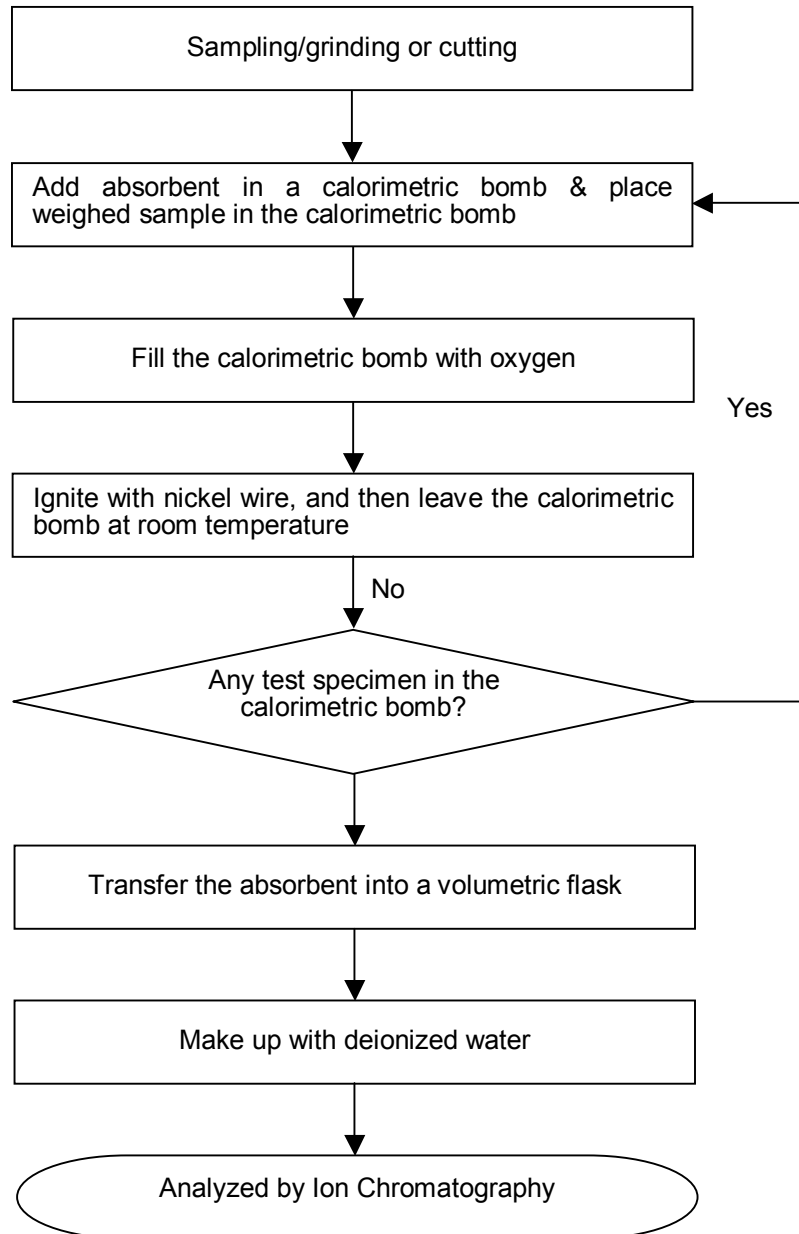 Sampling/grinding or cutting
Add absorbent in a calorimetric bomb & place
weighed sample in the calorimetric bomb
Fill the calorimetric bomb with oxygen
Yes
Ignite with nickel wire, and then leave the calorimetric
bomb at room temperature
No
Any test specimen in the
calorimetric bomb?
Transfer the absorbent into a volumetric flask
Make up with deionized water
Analyzed by Ion Chromatography